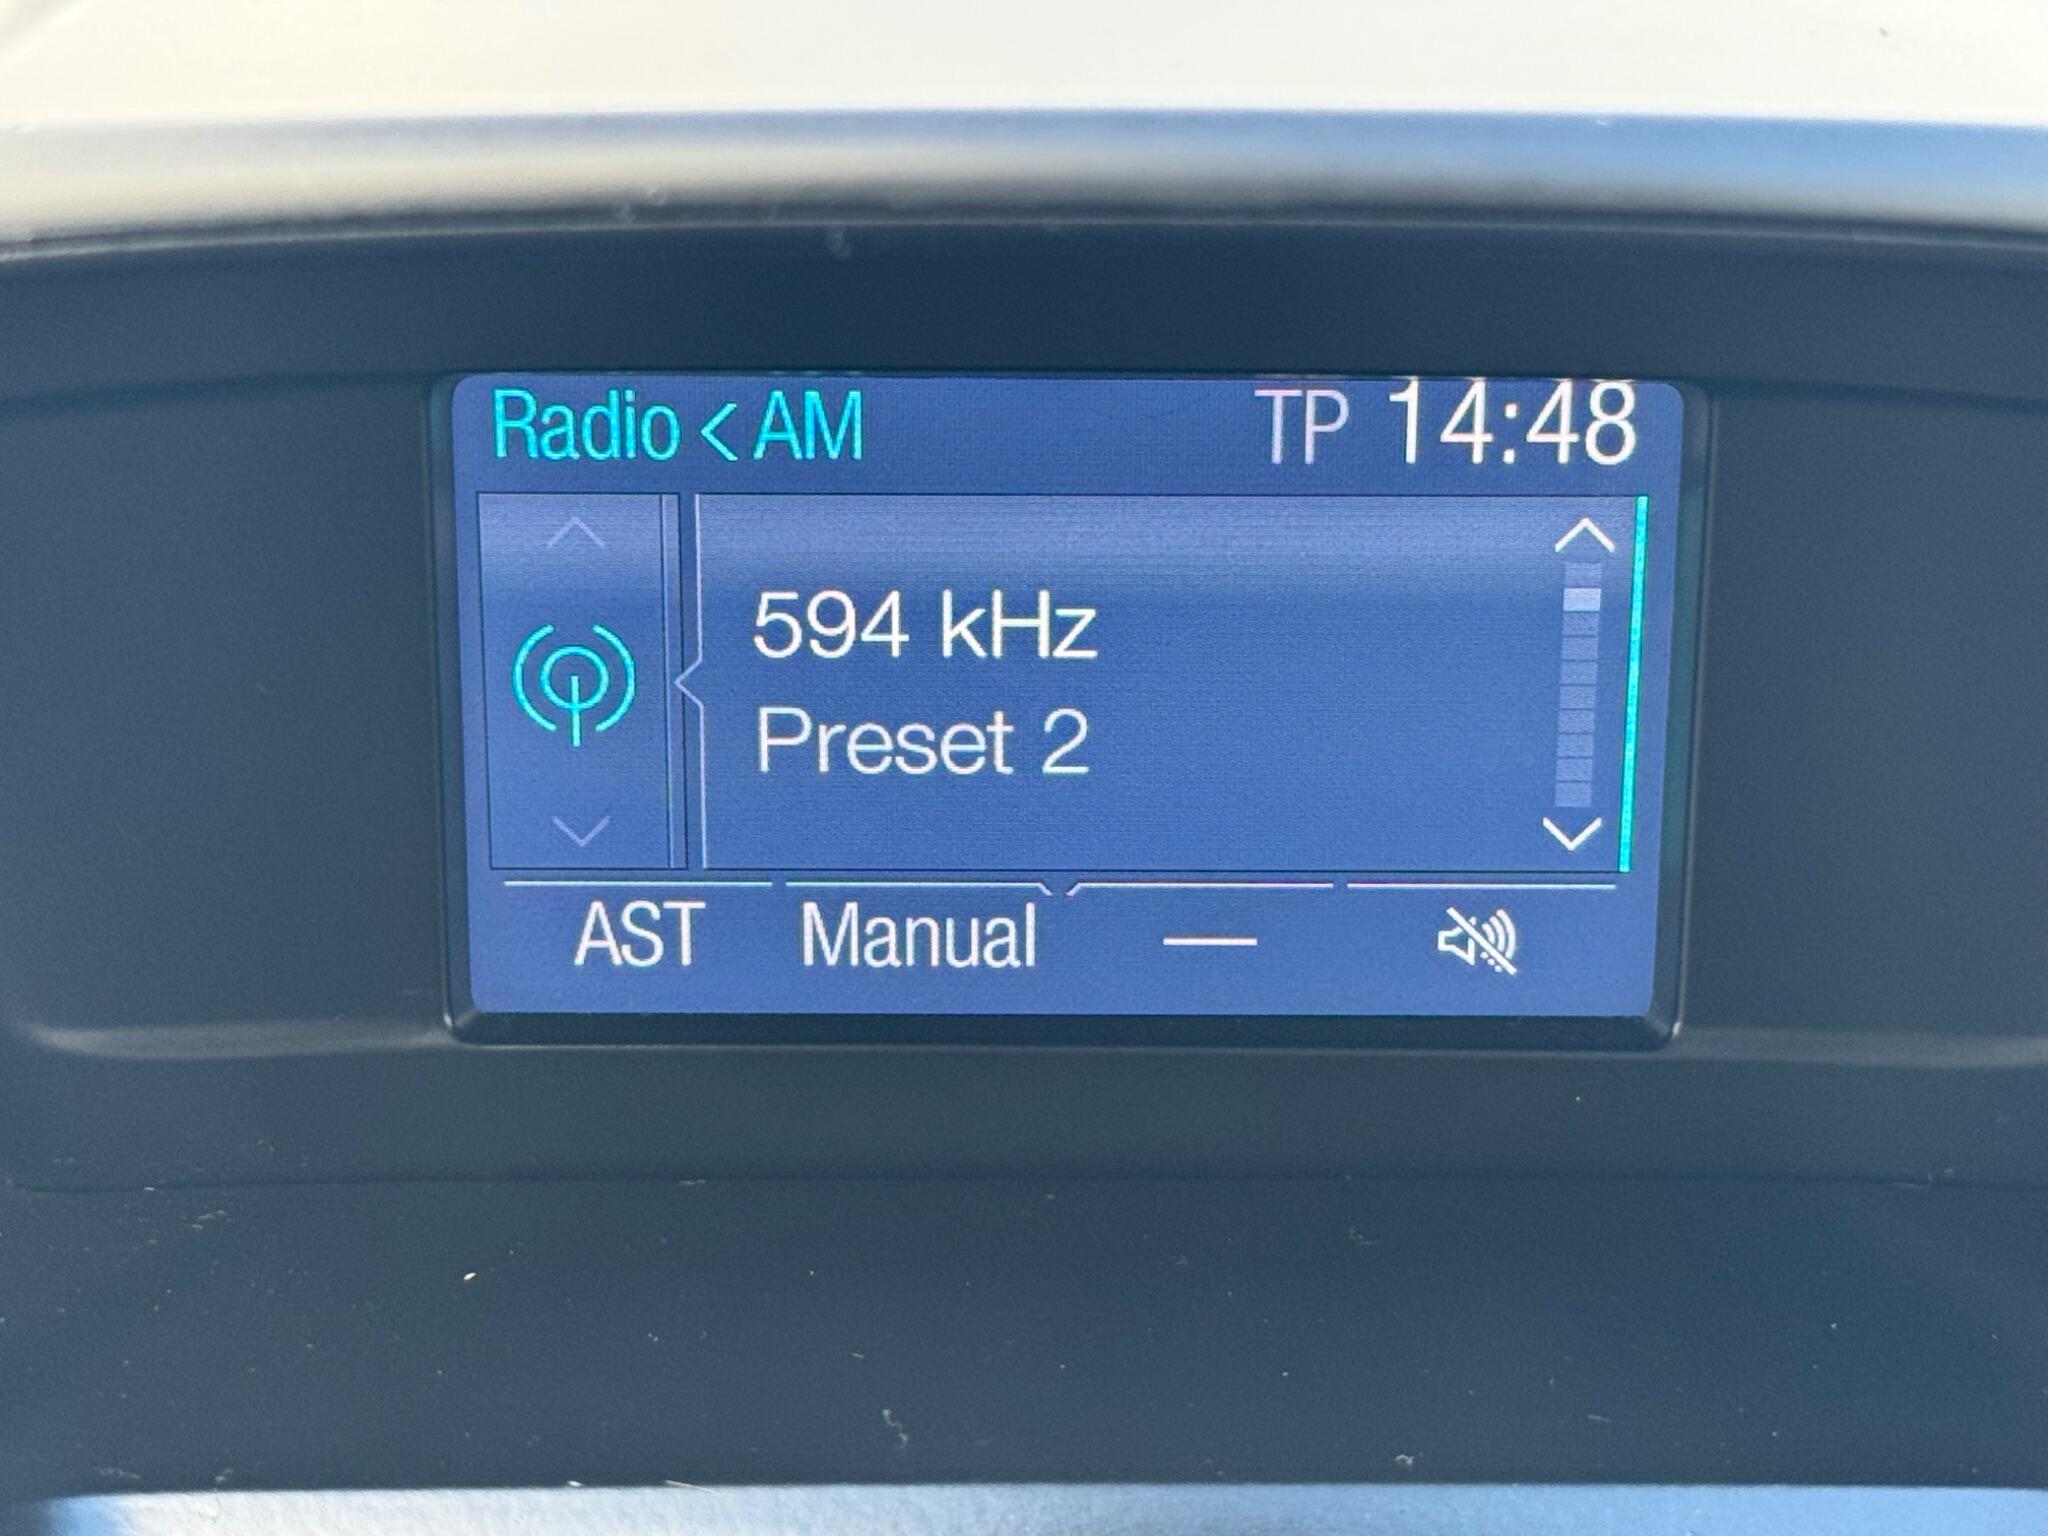 Radio < AM TP 14:48
594 kHz
Preset 2
AST Manual —